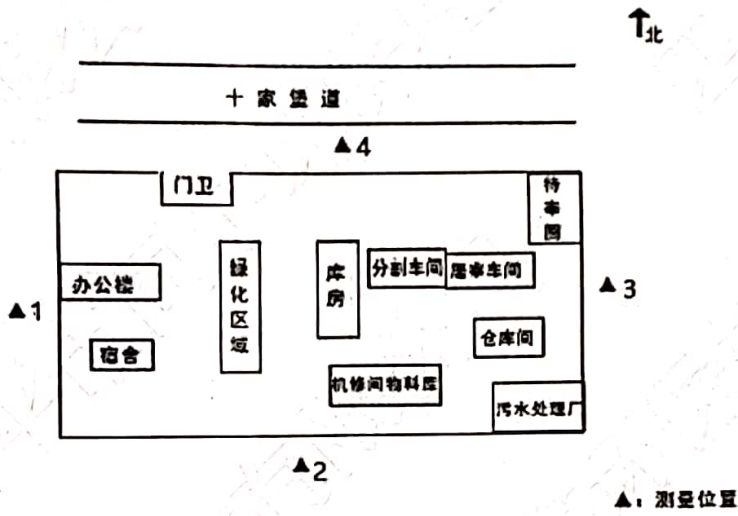 北
十家堡道
▲4
门卫
待宰圈
办公楼
绿化区域
库房
分割车间
屠宰车间
▲1
▲3
宿舍
仓库间
机修间物料库
污水处理厂
▲2
▲：测量位置